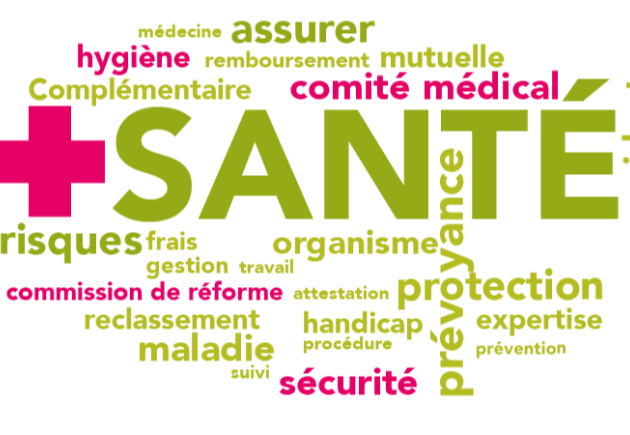 médecine assurer
hygiène remboursement mutuelle
Complémentaire comité médical
+SANTÉ
prévoyance
risques frais organisme
gestion travail
commission de réforme attestation protection
reclassement handicap expertise
maladie procédure prévention
suivi sécurité